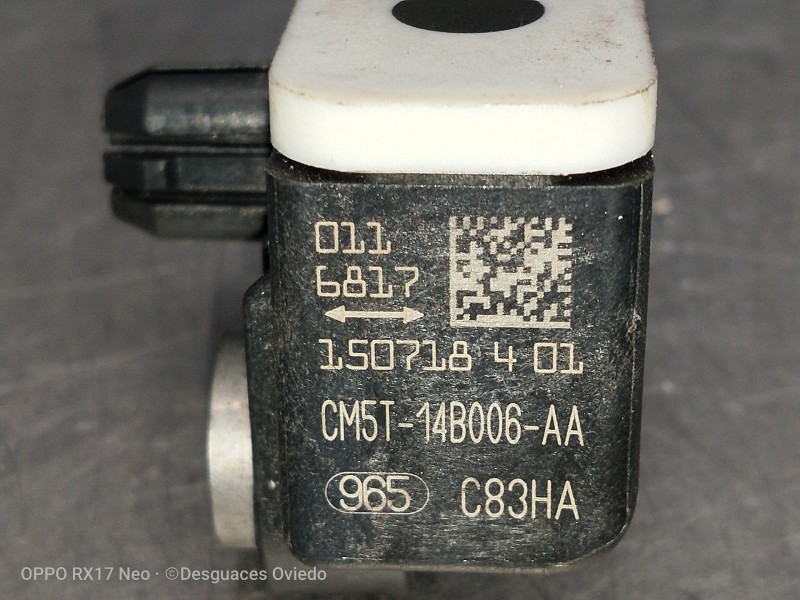 011
6817
150718 4 01
CM5T-14B006-AA
965 C83HA
OPPO RX17 Neo · ©Desguaces Oviedo